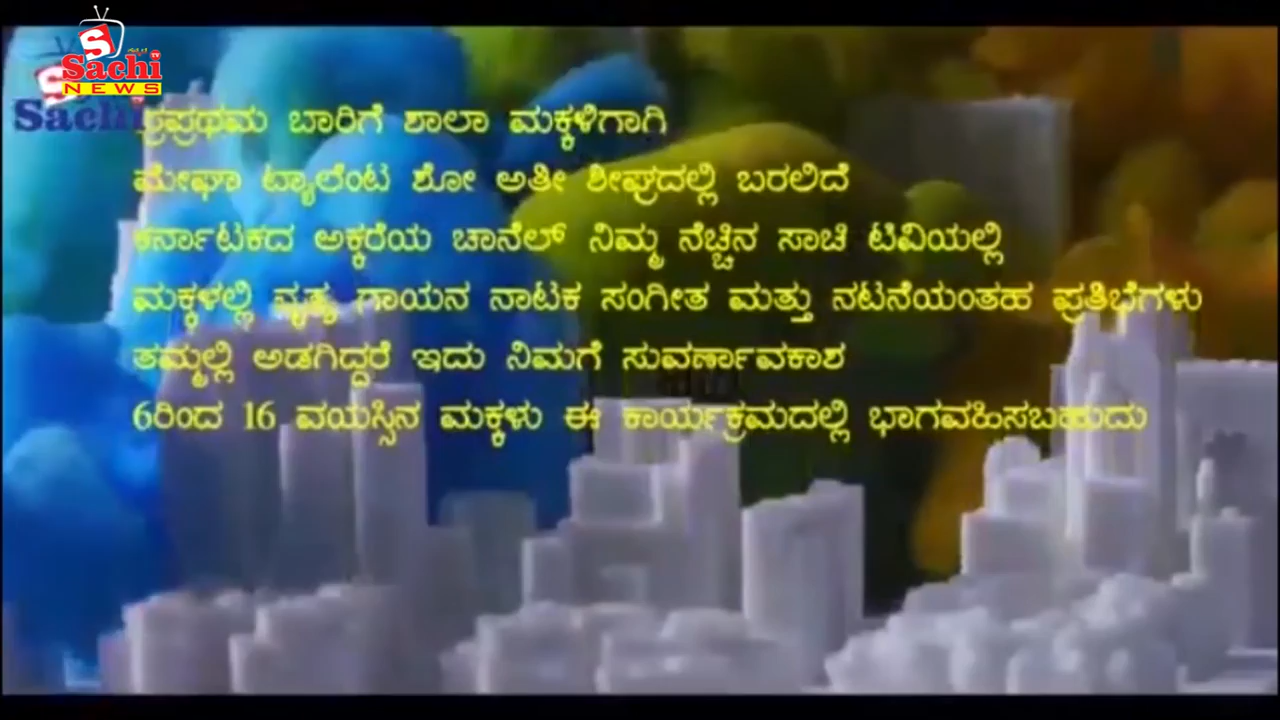 Sachi
NEWS
Sachi
ಪ್ರಪ್ರಥಮ ಬಾರಿಗೆ ಶಾಲಾ ಮಕ್ಕಳಿಗಾಗಿ
ಮೇಘಾ ಟ್ಯಾಲೆಂಟ ಶೋ ಅತೀ ಶೀಘ್ರದಲ್ಲಿ ಬರಲಿದೆ
ಕರ್ನಾಟಕದ ಅಕ್ಕರೆಯ ಚಾನೆಲ್ ನಿಮ್ಮ ನೆಚ್ಚಿನ ಸಾಚಿ ಟಿವಿಯಲ್ಲಿ
ಮಕ್ಕಳಲ್ಲಿ ನೃತ್ಯ ಗಾಯನ ನಾಟಕ ಸಂಗೀತ ಮತ್ತು ನಟನೆಯಂತಹ ಪ್ರತಿಭೆಗಳು
ತಮ್ಮಲ್ಲಿ ಅಡಗಿದ್ದರೆ ಇದು ನಿಮಗೆ ಸುವರ್ಣಾವಕಾಶ
6ರಿಂದ 16 ವಯಸ್ಸಿನ ಮಕ್ಕಳು ಈ ಕಾರ್ಯಕ್ರಮದಲ್ಲಿ ಭಾಗವಹಿಸಬಹುದು